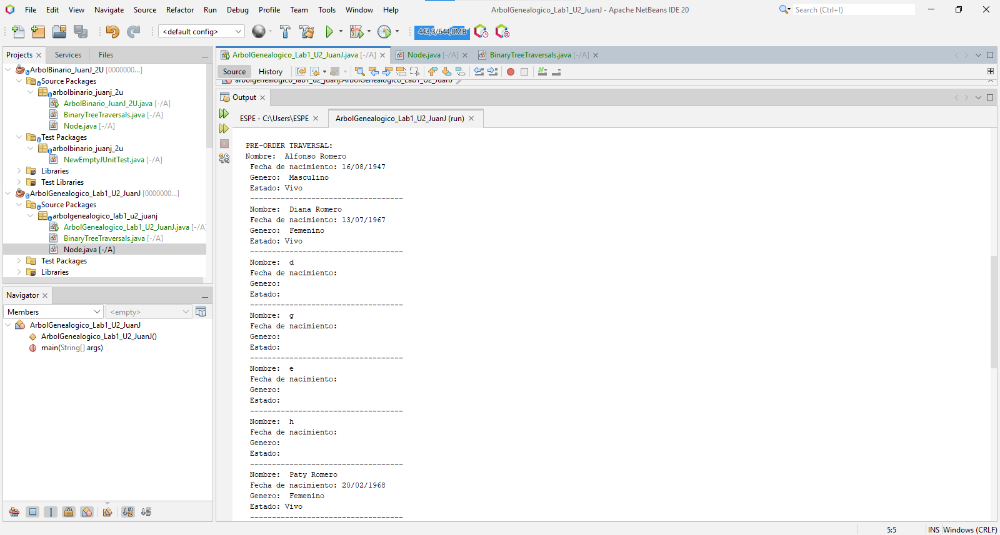 File Edit View Navigate Source Refactor Run Debug Profile Team Tools Window Help
ArbolGenealogico_Lab1_U2_JuanJ - Apache NetBeans IDE 20
Search (Ctrl+I)
<default config>
443,3/644,0MB
Projects Services Files
ArbolBinario_JuanJ_2U [0000000...]
Source Packages
arbolbinario_juanj_2u
ArbolBinario_JuanJ_2U.java [-/A]
BinaryTreeTraversals.java [-/A]
Node.java [-/A]
Test Packages
arbolbinario_juanj_2u
NewEmptyJUnitTest.java [-/A]
Libraries
Test Libraries
ArbolGenealogico_Lab1_U2_JuanJ [0000000...]
Source Packages
arbolgenealogico_lab1_u2_juanj
ArbolGenealogico_Lab1_U2_JuanJ.java [-/A]
BinaryTreeTraversals.java [-/A]
Node.java [-/A]
Test Packages
Libraries
Navigator
Members <empty>
ArbolGenealogico_Lab1_U2_JuanJ
ArbolGenealogico_Lab1_U2_JuanJ()
main(String[] args)
ArbolGenealogico_Lab1_U2_JuanJ.java [-/A] Node.java [-/A] BinaryTreeTraversals.java [-/A]
Source History
arbolgenealogico_lab1_u2_juanj.ArbolGenealogico_Lab1_U2_JuanJ
Output
ESPE - C:\Users\ESPE ArbolGenealogico_Lab1_U2_JuanJ (run)
PRE-ORDER TRAVERSAL:
Nombre: Alfonso Romero
Fecha de nacimiento: 16/08/1947
Genero: Masculino
Estado: Vivo
-----------------------------------
Nombre: Diana Romero
Fecha de nacimiento: 13/07/1967
Genero: Femenino
Estado: Vivo
-----------------------------------
Nombre: d
Fecha de nacimiento:
Genero:
Estado:
-----------------------------------
Nombre: g
Fecha de nacimiento:
Genero:
Estado:
-----------------------------------
Nombre: e
Fecha de nacimiento:
Genero:
Estado:
-----------------------------------
Nombre: h
Fecha de nacimiento:
Genero:
Estado:
-----------------------------------
Nombre: Paty Romero
Fecha de nacimiento: 20/02/1968
Genero: Femenino
Estado: Vivo
-----------------------------------
5:5 INS Windows (CRLF)